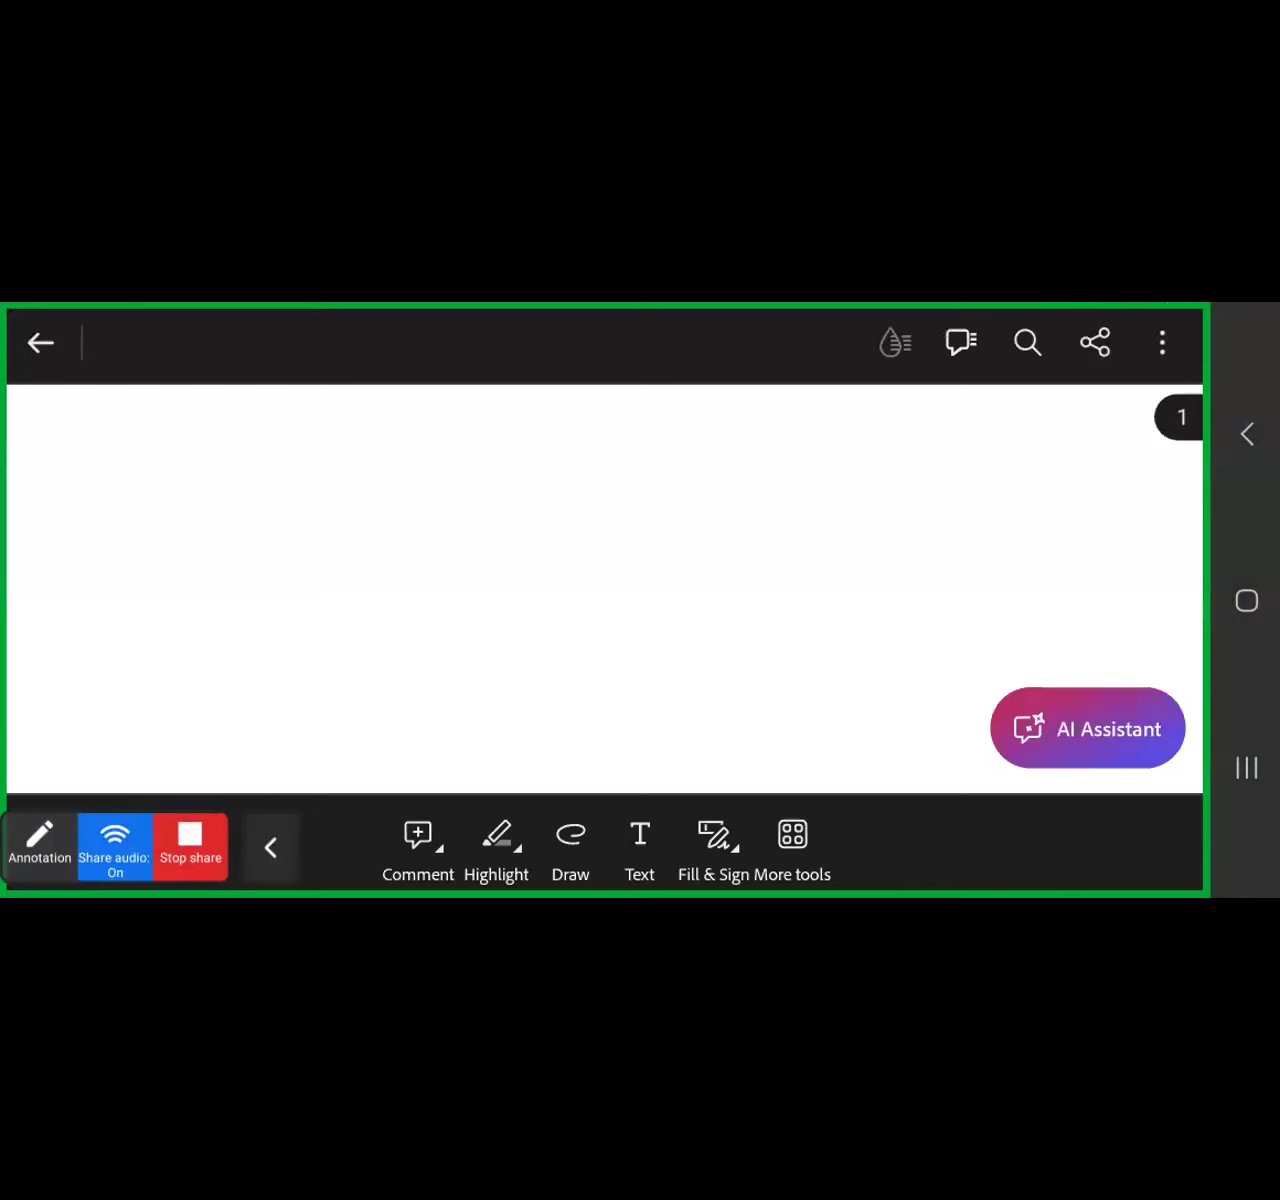 1
AI Assistant
Annotation
Share audio:
On
Stop share
Comment
Highlight
Draw
Text
Fill & Sign
More tools